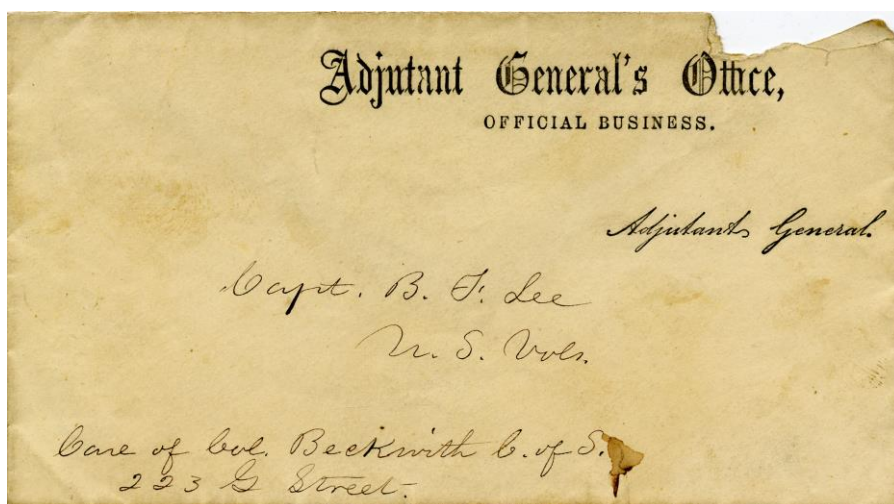 Adjutant General's Office,
OFFICIAL BUSINESS.
Adjutant General.
Capt. B. F. Lee
U. S. Vols.
Care of Col. Beckwith C. of S.
223 G Street.